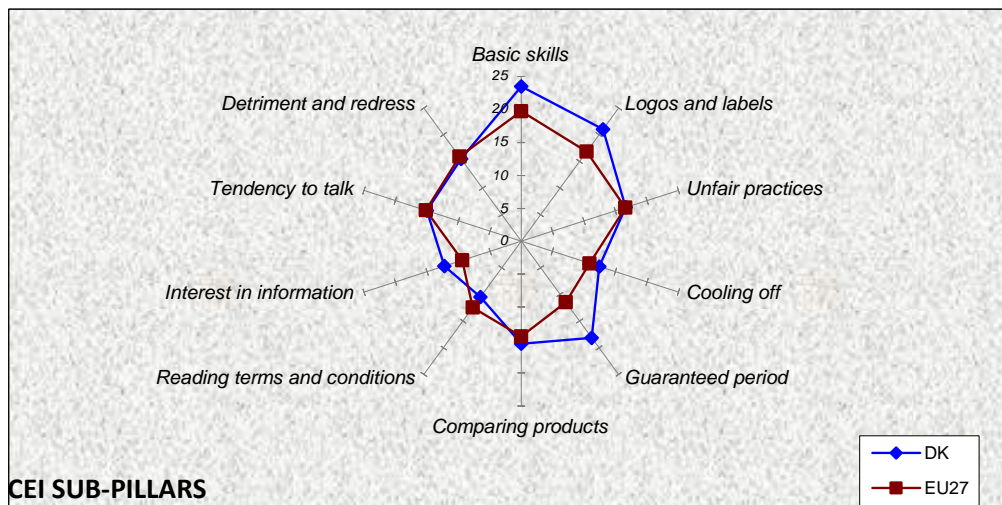 Basic skills
25
Detriment and redress
Logos and labels
20
15
Tendency to talk
10
Unfair practices
5
0
Interest in information
Cooling off
Reading terms and conditions
Guaranteed period
Comparing products
DK
CEI SUB-PILLARS
EU27